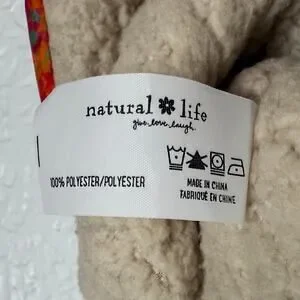 natural life
give. love. laugh.
100% POLYESTER/POLYESTER
MADE IN CHINA
FABRIQUÉ EN CHINE